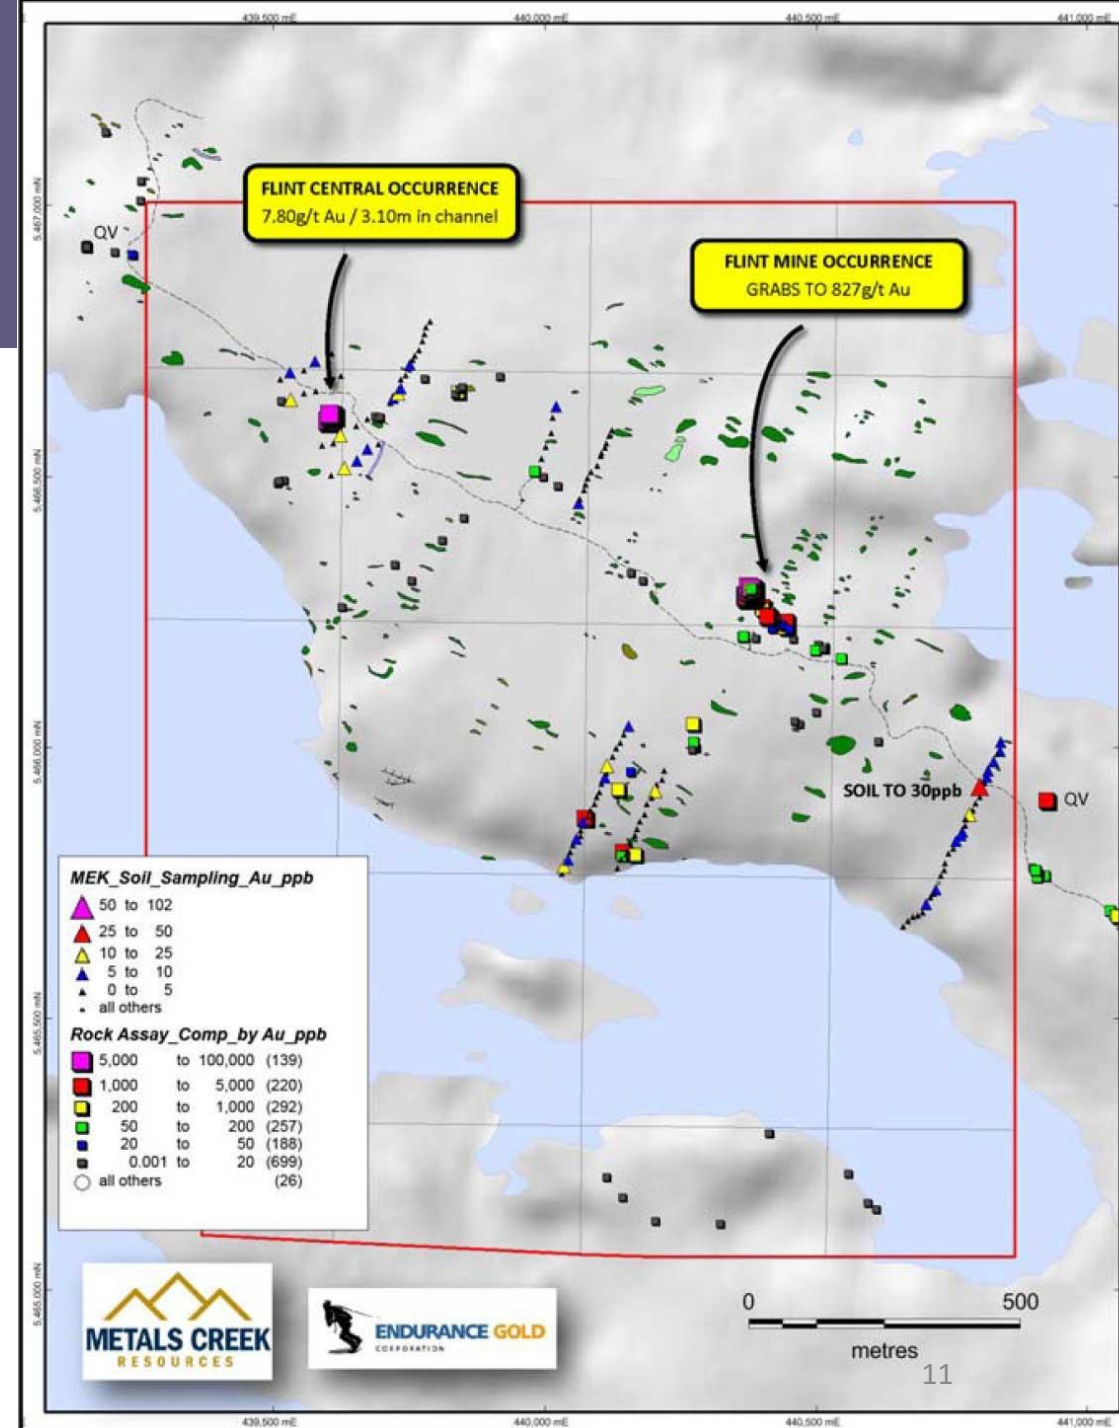 439,500 mE
440,000 mE
440,500 mE
441,000 mE
5,467,000 mN
5,466,500 mN
5,466,000 mN
5,465,500 mN
5,465,000 mN
FLINT CENTRAL OCCURRENCE
7.80g/t Au / 3.10m in channel
QV
FLINT MINE OCCURRENCE
GRABS TO 827g/t Au
SOIL TO 30ppb
QV
MEK_Soil_Sampling_Au_ppb
50 to 102
25 to 50
10 to 25
5 to 10
0 to 5
all others
Rock Assay_Comp_by Au_ppb
5,000 to 100,000 (139)
1,000 to 5,000 (220)
200 to 1,000 (292)
50 to 200 (257)
20 to 50 (188)
0.001 to 20 (699)
all others (26)
METALS CREEK
RESOURCES
ENDURANCE GOLD
CORPORATION
0 500
metres
11
439,500 mE
440,000 mE
440,500 mE
441,000 mE